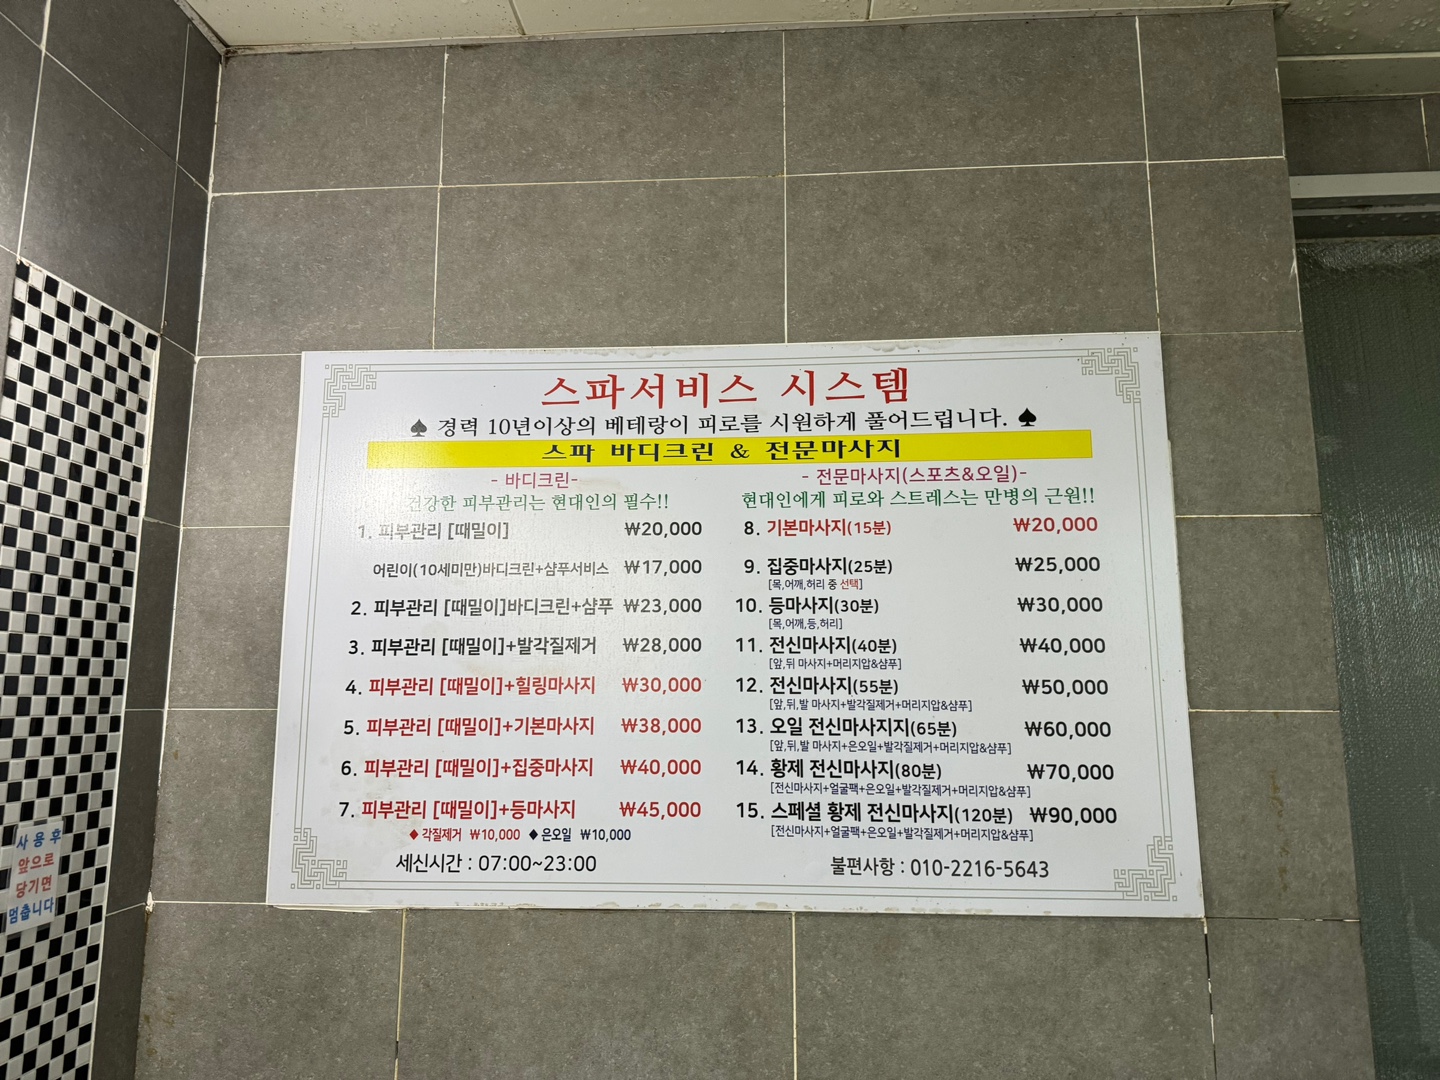 스파서비스 시스템
♠ 경력 10년이상의 베테랑이 피로를 시원하게 풀어드립니다. ♠
스파 바디크린 & 전문마사지
- 바디크린-
건강한 피부관리는 현대인의 필수!!
1. 피부관리 [때밀이] ₩20,000
어린이(10세미만)바디크린+샴푸서비스 ₩17,000
2. 피부관리 [때밀이]바디크린+샴푸 ₩23,000
3. 피부관리 [때밀이]+발각질제거 ₩28,000
4. 피부관리 [때밀이]+힐링마사지 ₩30,000
5. 피부관리 [때밀이]+기본마사지 ₩38,000
6. 피부관리 [때밀이]+집중마사지 ₩40,000
7. 피부관리 [때밀이]+등마사지 ₩45,000
♦ 각질제거 ₩10,000 ♦ 은오일 ₩10,000
세신시간 : 07:00~23:00
- 전문마사지(스포츠&오일)-
현대인에게 피로와 스트레스는 만병의 근원!!
8. 기본마사지(15분) ₩20,000
9. 집중마사지(25분) ₩25,000
[목,어깨,허리 중 선택]
10. 등마사지(30분) ₩30,000
[목,어깨,등,허리]
11. 전신마사지(40분) ₩40,000
[앞,뒤 마사지+머리지압&샴푸]
12. 전신마사지(55분) ₩50,000
[앞,뒤,발 마사지+발각질제거+머리지압&샴푸]
13. 오일 전신마사지지(65분) ₩60,000
[앞,뒤,발 마사지+은오일+발각질제거+머리지압&샴푸]
14. 황제 전신마사지(80분) ₩70,000
[전신마사지+얼굴팩+은오일+발각질제거+머리지압&샴푸]
15. 스페셜 황제 전신마사지(120분) ₩90,000
[전신마사지+얼굴팩+은오일+발각질제거+머리지압&샴푸]
불편사항 : 010-2216-5643
사용후
앞으로
당기면
멈춥니다